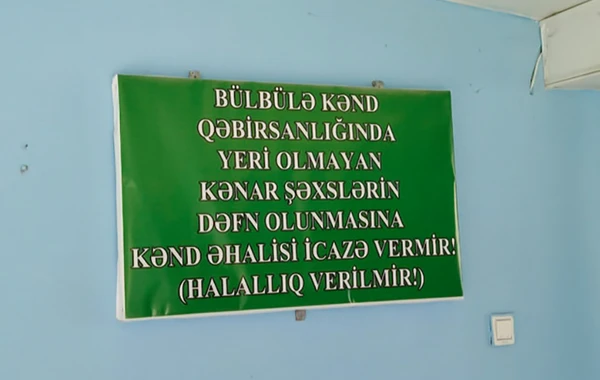 BÜLBÜLƏ KƏND
QƏBİRSANLIĞINDA
YERİ OLMAYAN
KƏNAR ŞƏXSLƏRİN
DƏFN OLUNMASINA
KƏND ƏHALİSİ İCAZƏ VERMİR!
(HALALLIQ VERİLMİR!)